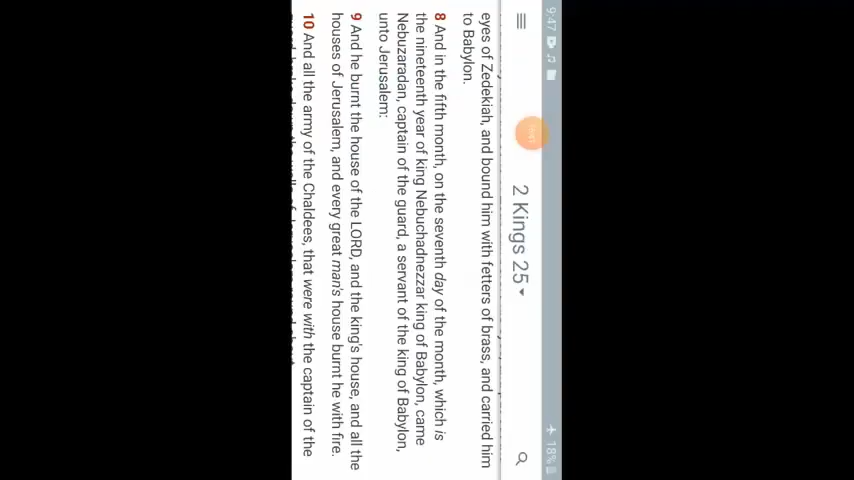 9:47
18%
2 Kings 25
eyes of Zedekiah, and bound him with fetters of brass, and carried him
to Babylon.
8 And in the fifth month, on the seventh day of the month, which is
the nineteenth year of king Nebuchadnezzar king of Babylon, came
Nebuzaradan, captain of the guard, a servant of the king of Babylon,
unto Jerusalem:
9 And he burnt the house of the LORD, and the king's house, and all the
houses of Jerusalem, and every great man's house burnt he with fire.
10 And all the army of the Chaldees, that were with the captain of the